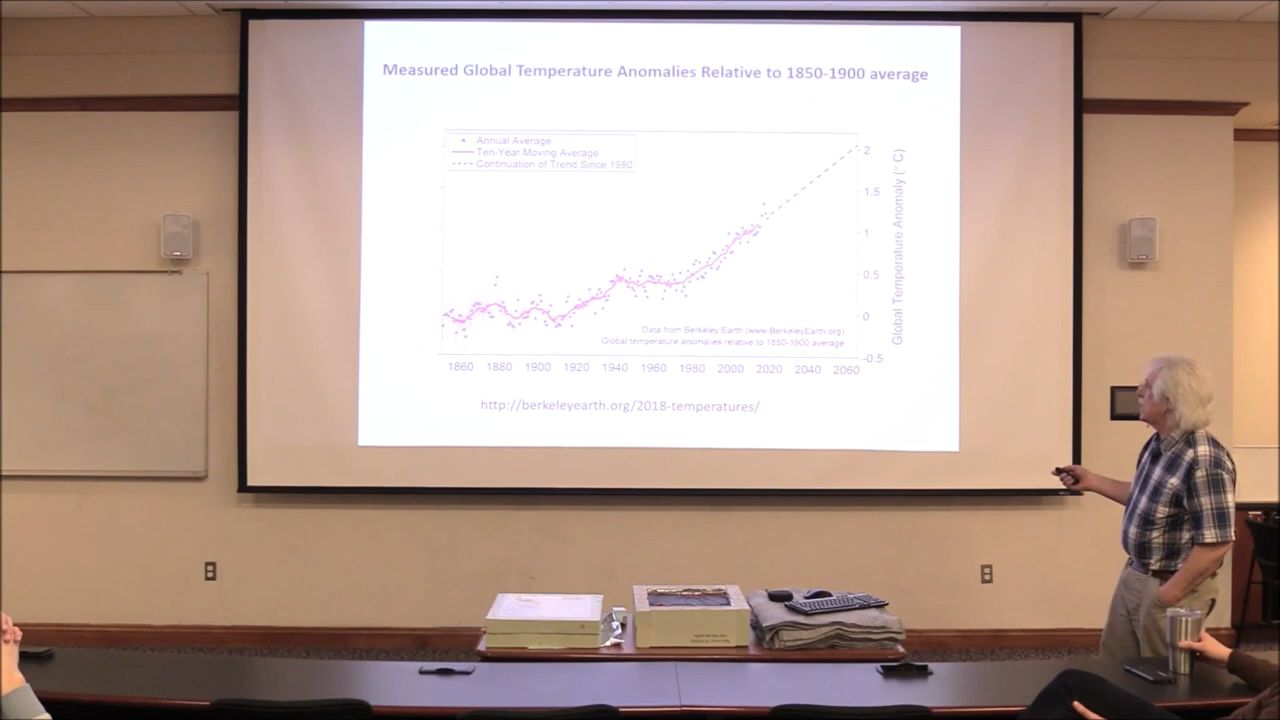 Measured Global Temperature Anomalies Relative to 1850-1900 average
Annual Average
Ten-Year Moving Average
Continuation of Trend Since 1980
2
1.5
1
0.5
0
-0.5
Global Temperature Anomaly (° C)
Data from Berkeley Earth (www.BerkeleyEarth.org)
Global temperature anomalies relative to 1850-1900 average
1860 1880 1900 1920 1940 1960 1980 2000 2020 2040 2060
http://berkeleyearth.org/2018-temperatures/